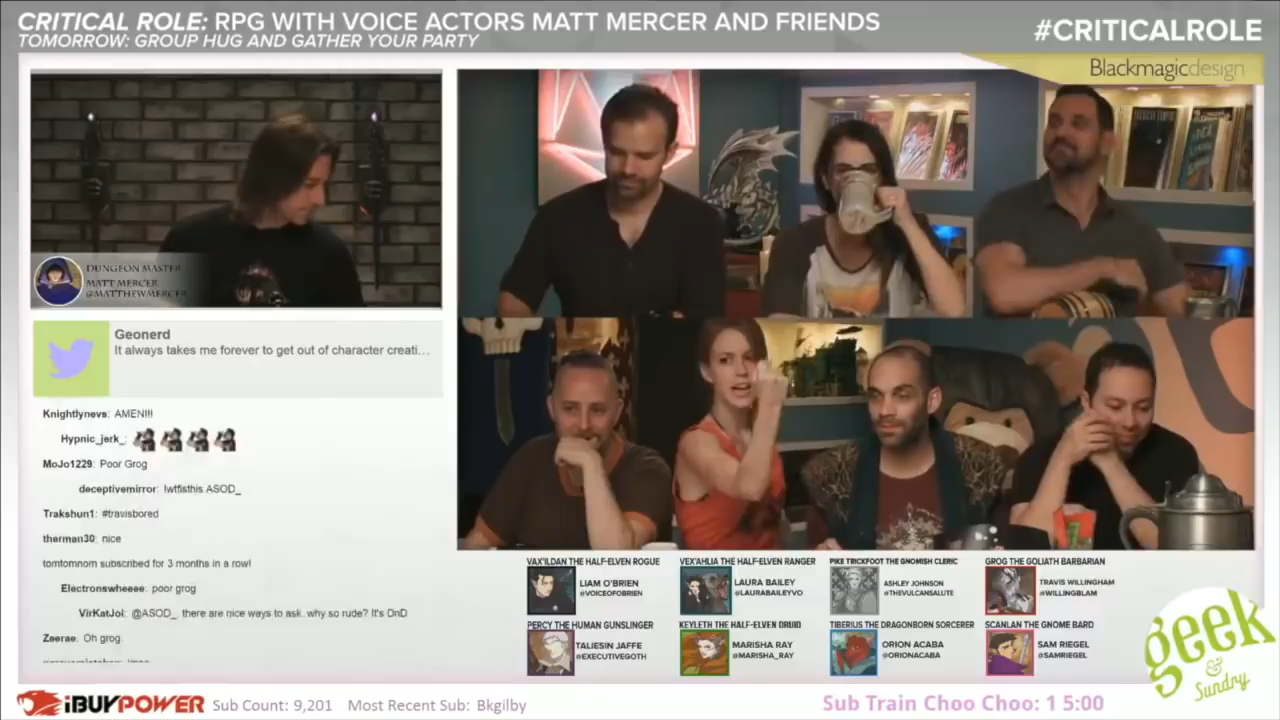 CRITICAL ROLE: RPG WITH VOICE ACTORS MATT MERCER AND FRIENDS
TOMORROW: GROUP HUG AND GATHER YOUR PARTY
#CRITICALROLE
Blackmagicdesign
DUNGEON MASTER
MATT MERCER
@MATTHEWMERCER
Geonerd
It always takes me forever to get out of character creati...
Knightlynevs: AMEN!!!
Hypnic_jerk_:
MoJo1229: Poor Grog
deceptivemirror: !wtfisthis ASOD_
Trakshun1: #travisbored
therman30: nice
tomtomnom subscribed for 3 months in a row!
Electronswheeee: poor grog
VirKatJol: @ASOD_, there are nice ways to ask. why so rude? It's DnD
Zeerae: Oh grog.
VAX'ILDAN THE HALF-ELVEN ROGUE
LIAM O'BRIEN
@VOICEOFOBRIEN
VEX'AHLIA THE HALF-ELVEN RANGER
LAURA BAILEY
@LAURABAILEYVO
PIKE TRICKFOOT THE GNOMISH CLERIC
ASHLEY JOHNSON
@THEVULCANSALUTE
GROG THE GOLIATH BARBARIAN
TRAVIS WILLINGHAM
@WILLINGBLAM
PERCY THE HUMAN GUNSLINGER
TALIESIN JAFFE
@EXECUTIVEGOTH
KEYLETH THE HALF-ELVEN DRUID
MARISHA RAY
@MARISHA_RAY
TIBERIUS THE DRAGONBORN SORCERER
ORION ACABA
@ORIONACABA
SCANLAN THE GNOME BARD
SAM RIEGEL
@SAMRIEGEL
geek
&
Sundry
iBUYPOWER Sub Count: 9,201 Most Recent Sub: Bkgilby
Sub Train Choo Choo: 1 5:00